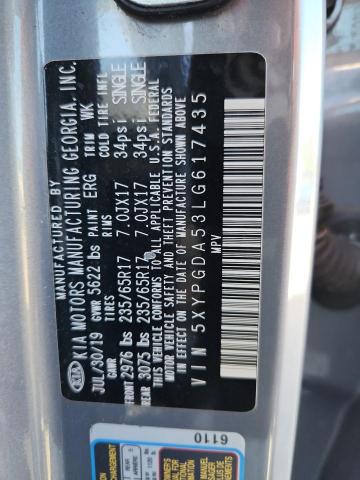 KIA
MANUFACTURED BY
KIA MOTORS MANUFACTURING GEORGIA, INC.
JUL/30/19 GVWR 5622 lbs PAINT ERG TRIM WK
GAWR TIRES COLD TIRE INFL
FRONT 2976 lbs 235/65R17 7.0JX17 34psi SINGLE
REAR 3075 lbs 235/65R17 7.0JX17 34psi SINGLE
THIS VEHICLE CONFORMS TO ALL APPLICABLE U.S.A. FEDERAL
MOTOR VEHICLE SAFETY AND THEFT PREVENTION STANDARDS
IN EFFECT ON THE DATE OF MANUFACTURE SHOWN ABOVE.
VIN 5XYPGDA53LG617435
MPV
6110
MANUEL